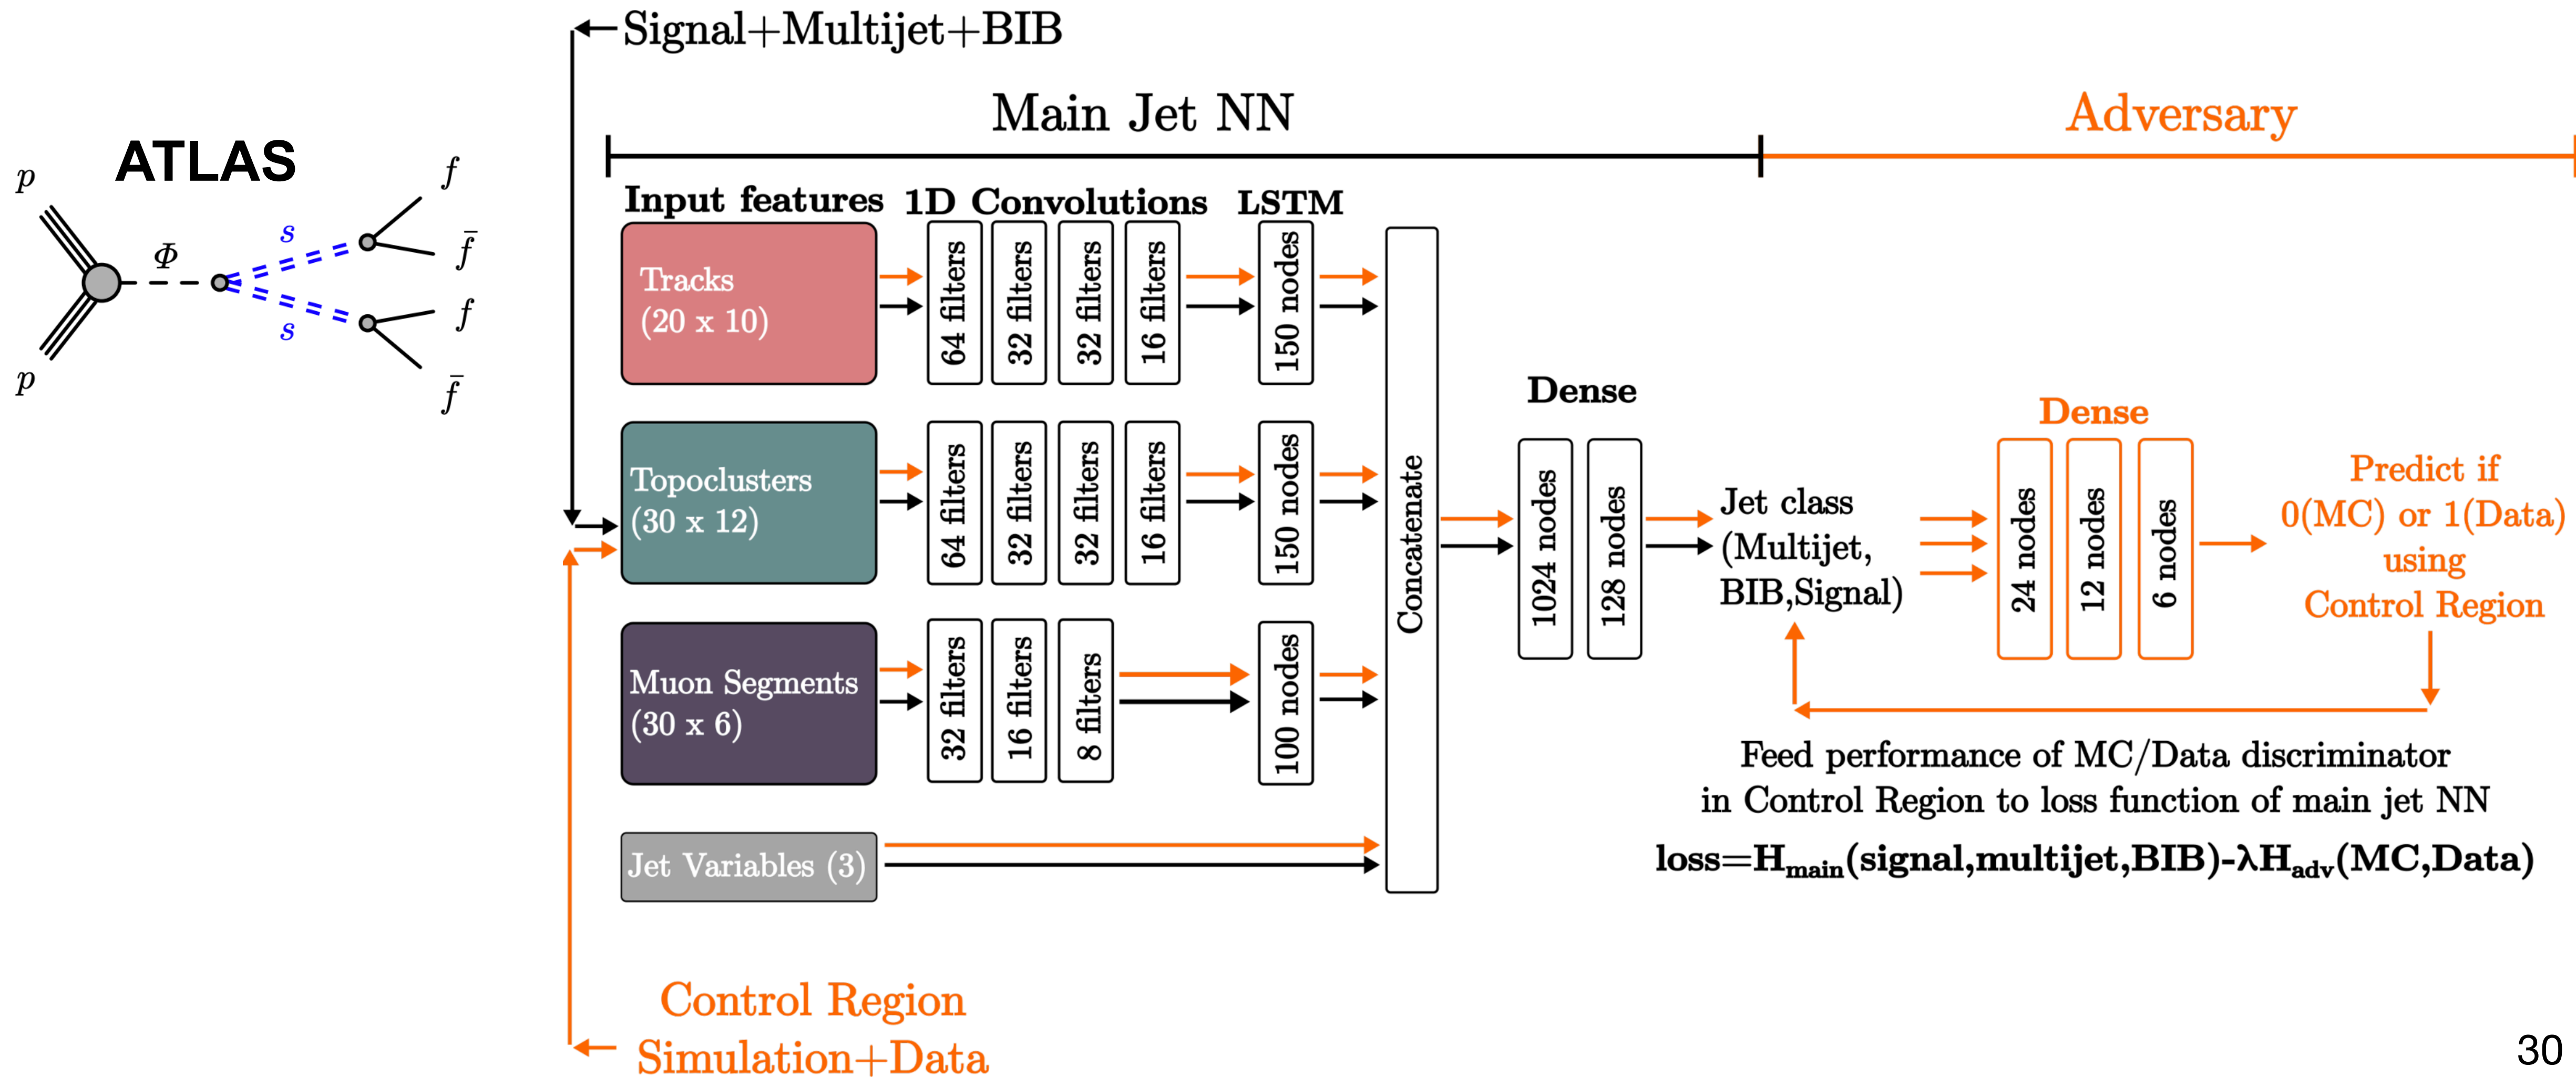 Signal+Multijet+BIB
Main Jet NN
Adversary
ATLAS
p
p
Φ
s
s
f
f̄
f
f̄
Input features
1D Convolutions
LSTM
Tracks
(20 x 10)
64 filters
32 filters
32 filters
16 filters
150 nodes
Topoclusters
(30 x 12)
64 filters
32 filters
32 filters
16 filters
150 nodes
Muon Segments
(30 x 6)
32 filters
16 filters
8 filters
100 nodes
Jet Variables (3)
Concatenate
Dense
1024 nodes
128 nodes
Jet class
(Multijet,
BIB,Signal)
Dense
24 nodes
12 nodes
6 nodes
Predict if
0(MC) or 1(Data)
using
Control Region
Feed performance of MC/Data discriminator
in Control Region to loss function of main jet NN
loss=H_main(signal,multijet,BIB)-λH_adv(MC,Data)
Control Region
Simulation+Data
30